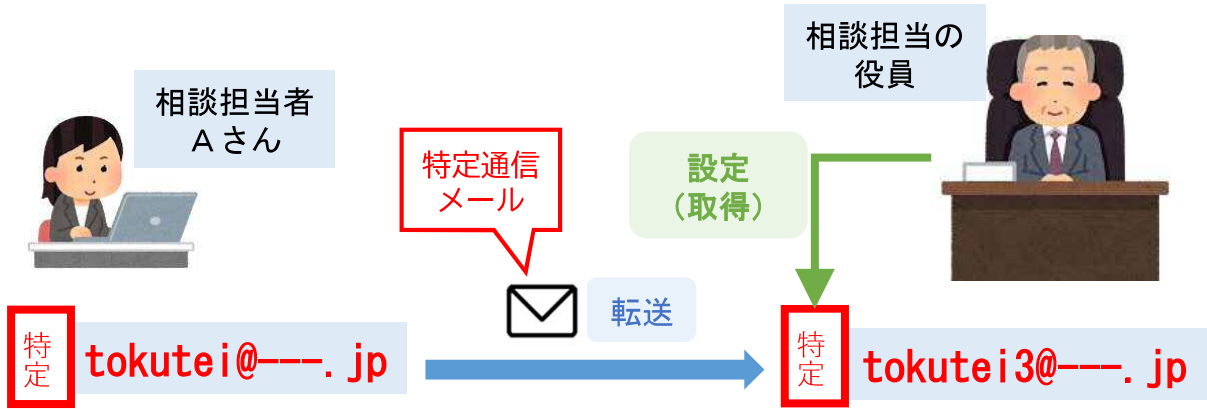 相談担当者
Ａさん
特定通信
メール
転送
設定
（取得）
相談担当の
役員
特定
tokutei@---.jp
特定
tokutei3@---.jp